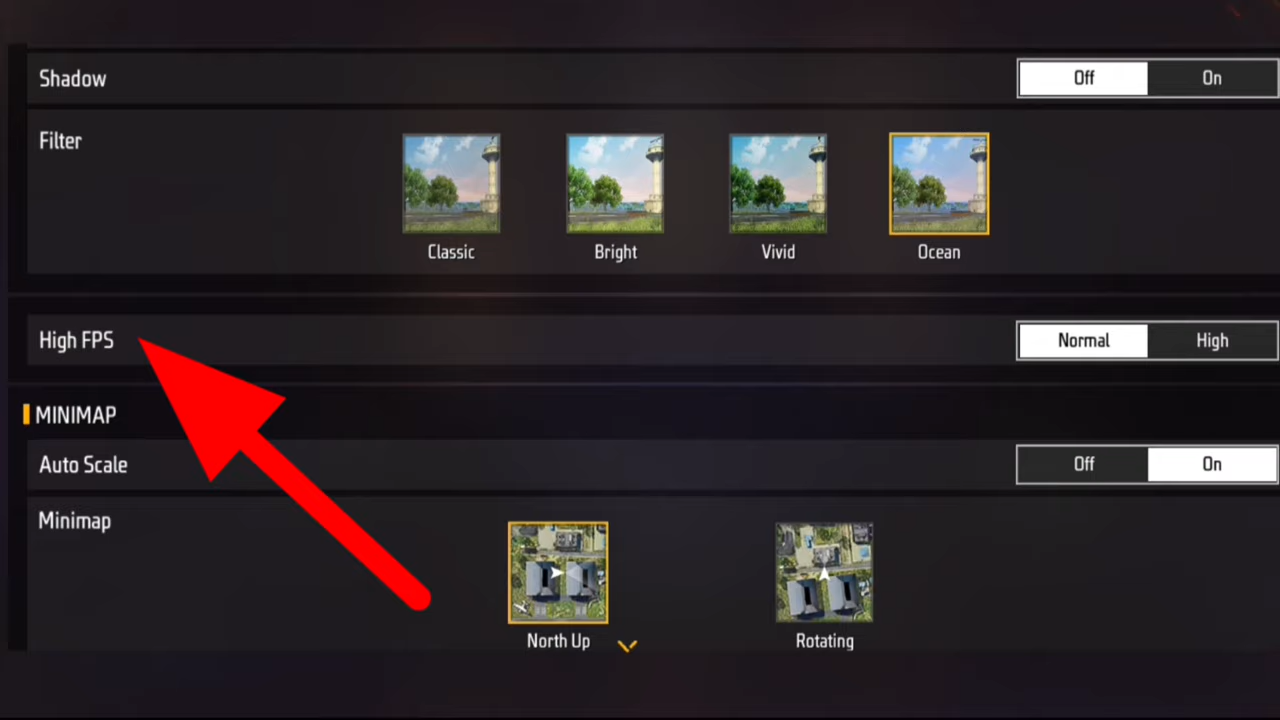 Shadow
Off
On
Filter
Classic
Bright
Vivid
Ocean
High FPS
Normal
High
MINIMAP
Auto Scale
Off
On
Minimap
North Up
Rotating